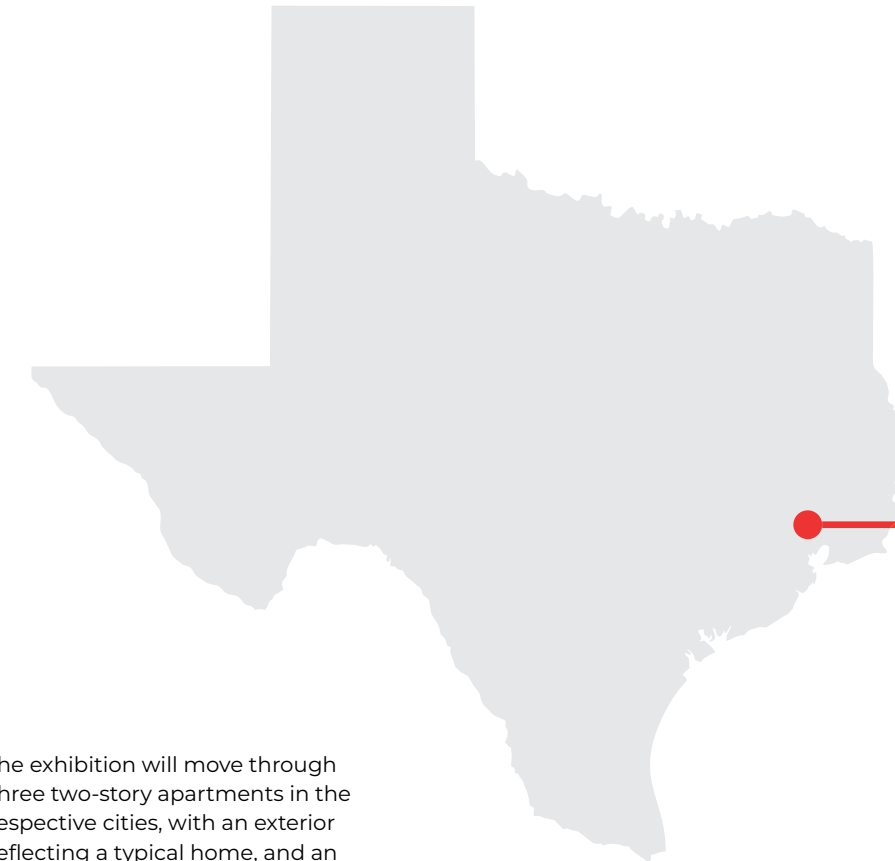 he exhibition will move through
hree two-story apartments in the
espective cities, with an exterior
eflecting a typical home, and an